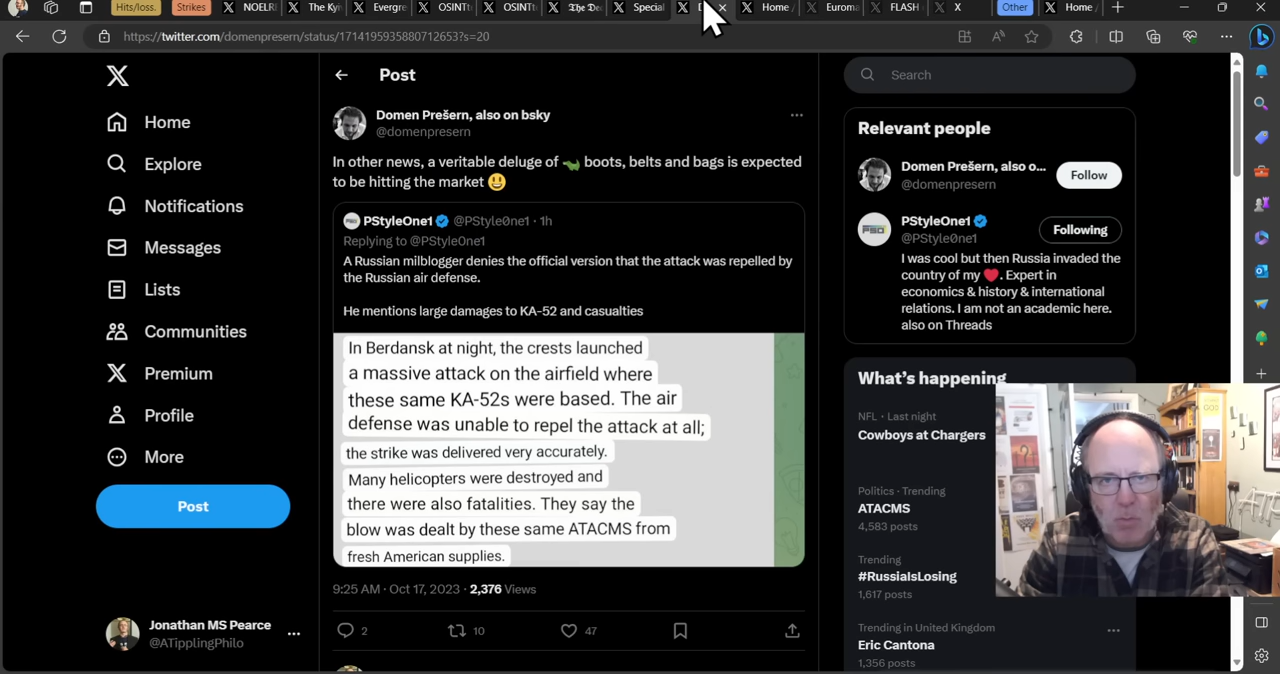 Hits/loss.
Strikes
NOELR
The Kyi
Evergre
OSINTt
OSINTt
Special
Home
Eurom
FLASH
X
Other
Home
https://twitter.com/domenpresern/status/1714195935880712653?s=20
Home
Explore
Notifications
Messages
Lists
Communities
Premium
Profile
More
Post
Jonathan MS Pearce
@ATipplingPhilo
Post
Domen Prešern, also on bsky
@domenpresern
In other news, a veritable deluge of 🐊 boots, belts and bags is expected
to be hitting the market 😃
PStyleOne1 @PStyle0ne1 · 1h
Replying to @PStyle0ne1
A Russian milblogger denies the official version that the attack was repelled by
the Russian air defense.
He mentions large damages to KA-52 and casualties
In Berdansk at night, the crests launched
a massive attack on the airfield where
these same KA-52s were based. The air
defense was unable to repel the attack at all;
the strike was delivered very accurately.
Many helicopters were destroyed and
there were also fatalities. They say the
blow was dealt by these same ATACMS from
fresh American supplies.
9:25 AM · Oct 17, 2023 · 2,376 Views
2
10
47
Search
Relevant people
Domen Prešern, also o...
@domenpresern
Follow
PStyleOne1
@PStyle0ne1
Following
I was cool but then Russia invaded the
country of my ❤️. Expert in
economics & history & international
relations. I am not an academic here.
also on Threads
What's happening
NFL · Last night
Cowboys at Chargers
Politics · Trending
ATACMS
4,583 posts
Trending
#RussiaIsLosing
1,617 posts
Trending in United Kingdom
Eric Cantona
1,356 posts